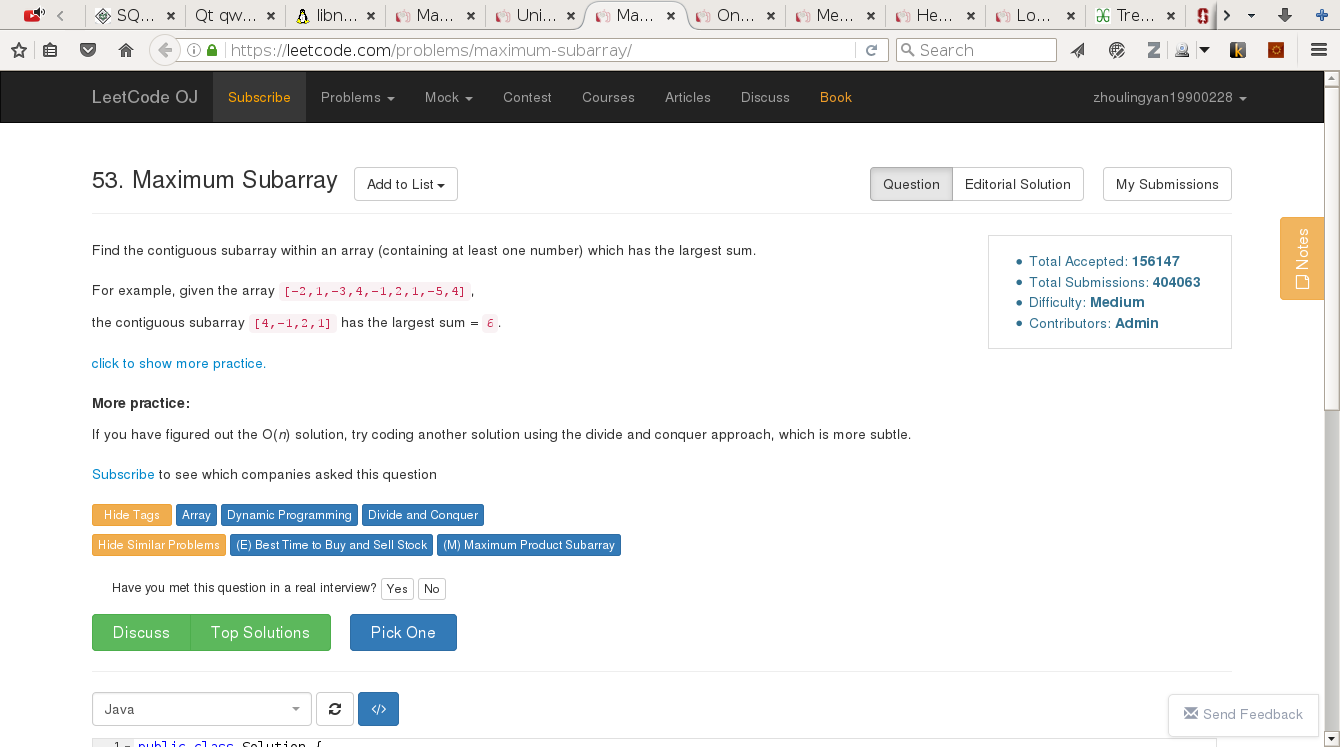 SQ... Qt qw... libn... Ma... Uni... Ma... On... Me... He... Lo... Tre...
https://leetcode.com/problems/maximum-subarray/ Search
LeetCode OJ Subscribe Problems Mock Contest Courses Articles Discuss Book zhoulingyan19900228
53. Maximum Subarray Add to List Question Editorial Solution My Submissions
Notes
Find the contiguous subarray within an array (containing at least one number) which has the largest sum.
For example, given the array [-2,1,-3,4,-1,2,1,-5,4],
the contiguous subarray [4,-1,2,1] has the largest sum = 6.
Total Accepted: 156147
Total Submissions: 404063
Difficulty: Medium
Contributors: Admin
click to show more practice.
More practice:
If you have figured out the O(n) solution, try coding another solution using the divide and conquer approach, which is more subtle.
Subscribe to see which companies asked this question
Hide Tags Array Dynamic Programming Divide and Conquer
Hide Similar Problems (E) Best Time to Buy and Sell Stock (M) Maximum Product Subarray
Have you met this question in a real interview? Yes No
Discuss Top Solutions Pick One
Java </>
Send Feedback
1 public class Solution {